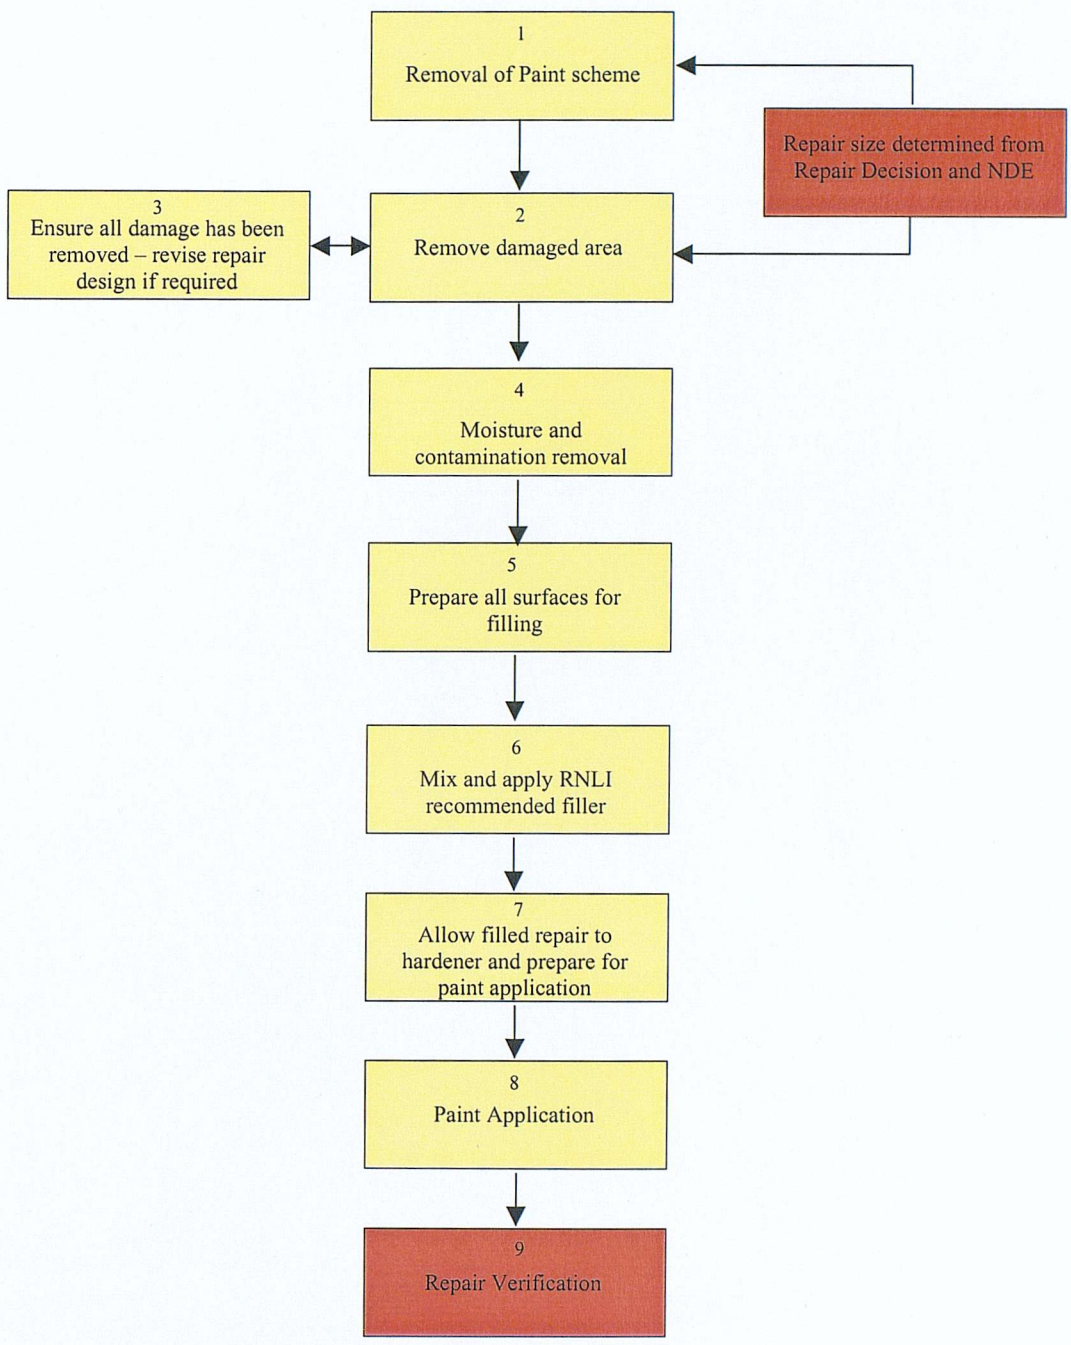 1
Removal of Paint scheme
Repair size determined from
Repair Decision and NDE
2
Remove damaged area
3
Ensure all damage has been
removed – revise repair
design if required
4
Moisture and
contamination removal
5
Prepare all surfaces for
filling
6
Mix and apply RNLI
recommended filler
7
Allow filled repair to
hardener and prepare for
paint application
8
Paint Application
9
Repair Verification